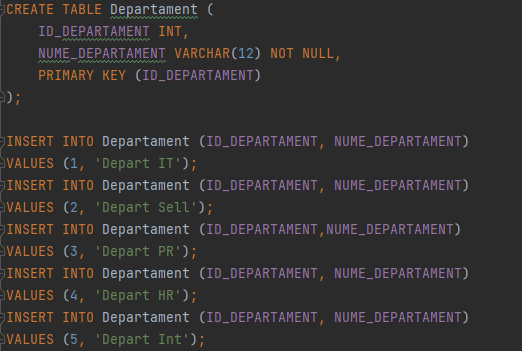 CREATE TABLE Departament (
    ID_DEPARTAMENT INT,
    NUME_DEPARTAMENT VARCHAR(12) NOT NULL,
    PRIMARY KEY (ID_DEPARTAMENT)
);

INSERT INTO Departament (ID_DEPARTAMENT, NUME_DEPARTAMENT)
VALUES (1, 'Depart IT');
INSERT INTO Departament (ID_DEPARTAMENT, NUME_DEPARTAMENT)
VALUES (2, 'Depart Sell');
INSERT INTO Departament (ID_DEPARTAMENT,NUME_DEPARTAMENT)
VALUES (3, 'Depart PR');
INSERT INTO Departament (ID_DEPARTAMENT, NUME_DEPARTAMENT)
VALUES (4, 'Depart HR');
INSERT INTO Departament (ID_DEPARTAMENT, NUME_DEPARTAMENT)
VALUES (5, 'Depart Int');